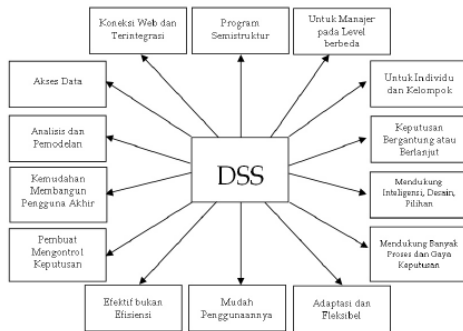 Koneksi Web dan
Terintegrasi
Program
Semistruktur
Untuk Manajer
pada Level
berbeda
Akses Data
Untuk Individu
dan Kelompok
Analisis dan
Pemodelan
Keputusan
Bergantung atau
Berlanjut
DSS
Kemudahan
Membangun
Pengguna Akhir
Mendukung
Inteligensi, Desain,
Pilihan
Pembuat
Mengontrol
Keputusan
Mendukung Banyak
Proses dan Gaya
Keputusan
Efektif bukan
Efisiensi
Mudah
Penggunaannya
Adaptasi dan
Fleksibel